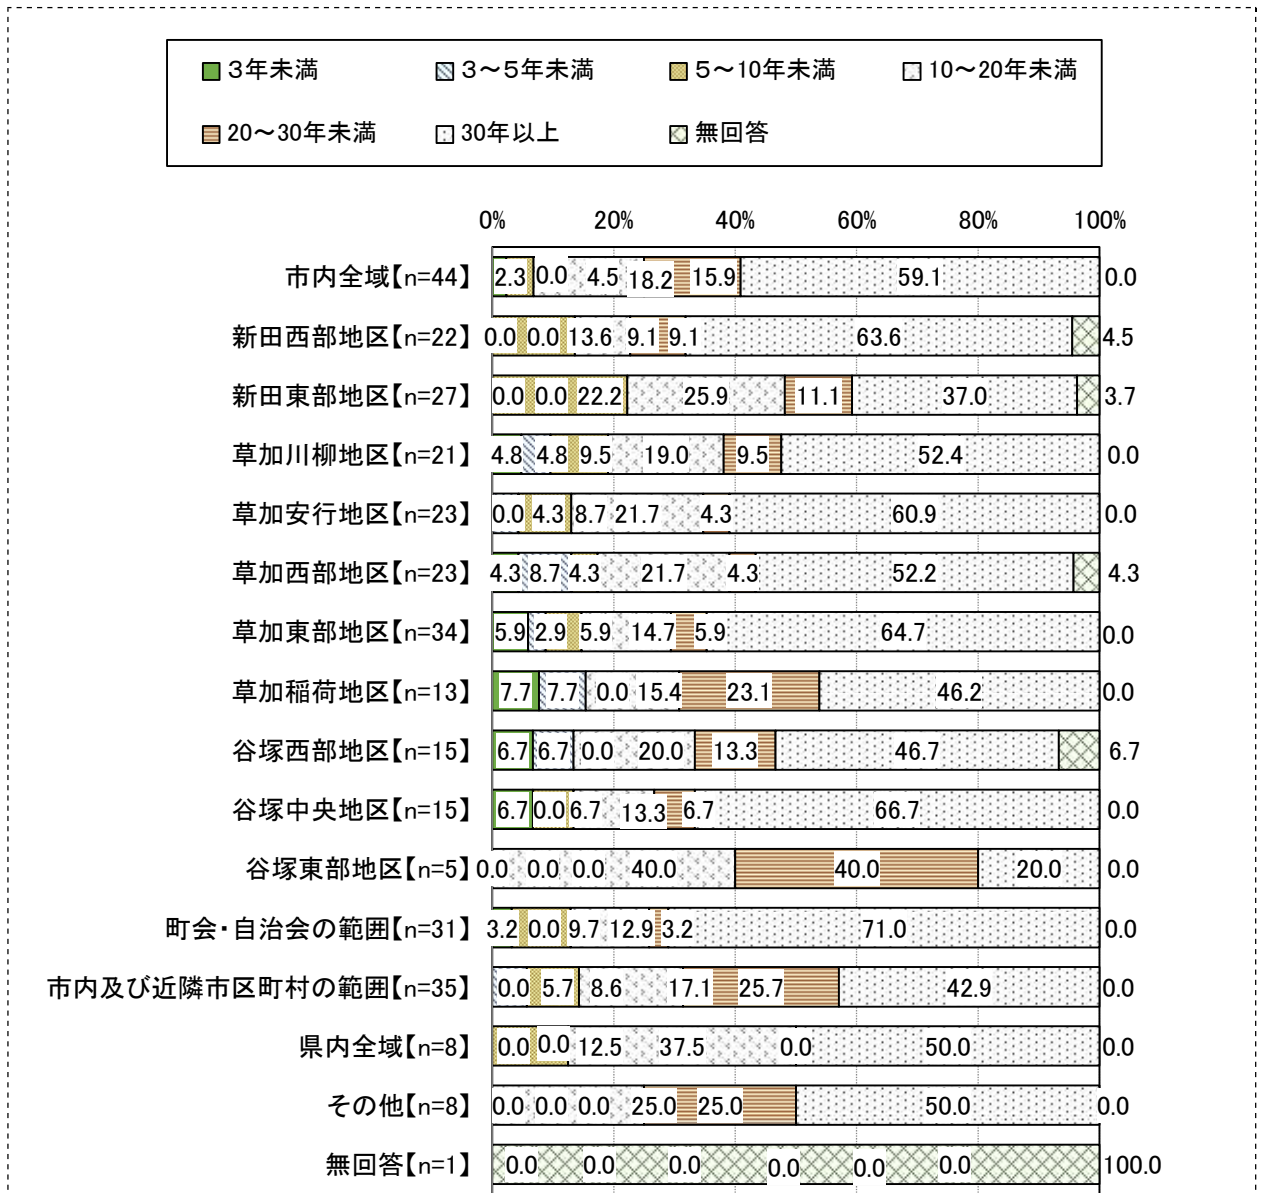 3年未満 3～5年未満 5～10年未満 10～20年未満
20～30年未満 30年以上 無回答
0% 20% 40% 60% 80% 100%
市内全域【n=44】 2.3 0.0 4.5 18.2 15.9 59.1 0.0
新田西部地区【n=22】 0.0 0.0 13.6 9.1 9.1 63.6 4.5
新田東部地区【n=27】 0.0 0.0 22.2 25.9 11.1 37.0 3.7
草加川柳地区【n=21】 4.8 4.8 9.5 19.0 9.5 52.4 0.0
草加安行地区【n=23】 0.0 4.3 8.7 21.7 4.3 60.9 0.0
草加西部地区【n=23】 4.3 8.7 4.3 21.7 4.3 52.2 4.3
草加東部地区【n=34】 5.9 2.9 5.9 14.7 5.9 64.7 0.0
草加稲荷地区【n=13】 7.7 7.7 0.0 15.4 23.1 46.2 0.0
谷塚西部地区【n=15】 6.7 6.7 0.0 20.0 13.3 46.7 6.7
谷塚中央地区【n=15】 6.7 0.0 6.7 13.3 6.7 66.7 0.0
谷塚東部地区【n=5】 0.0 0.0 0.0 40.0 40.0 20.0 0.0
町会・自治会の範囲【n=31】 3.2 0.0 9.7 12.9 3.2 71.0 0.0
市内及び近隣市区町村の範囲【n=35】 0.0 5.7 8.6 17.1 25.7 42.9 0.0
県内全域【n=8】 0.0 0.0 12.5 37.5 0.0 50.0 0.0
その他【n=8】 0.0 0.0 0.0 25.0 25.0 50.0 0.0
無回答【n=1】 0.0 0.0 0.0 0.0 0.0 0.0 100.0